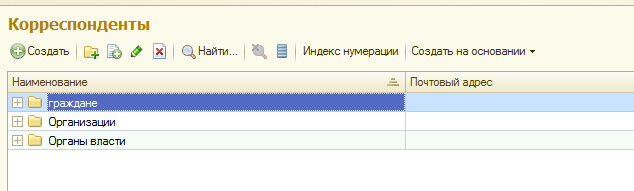 Корреспонденты
Создать Найти... Индекс нумерации Создать на основании
Наименование Почтовый адрес
граждане
Организации
Органы власти